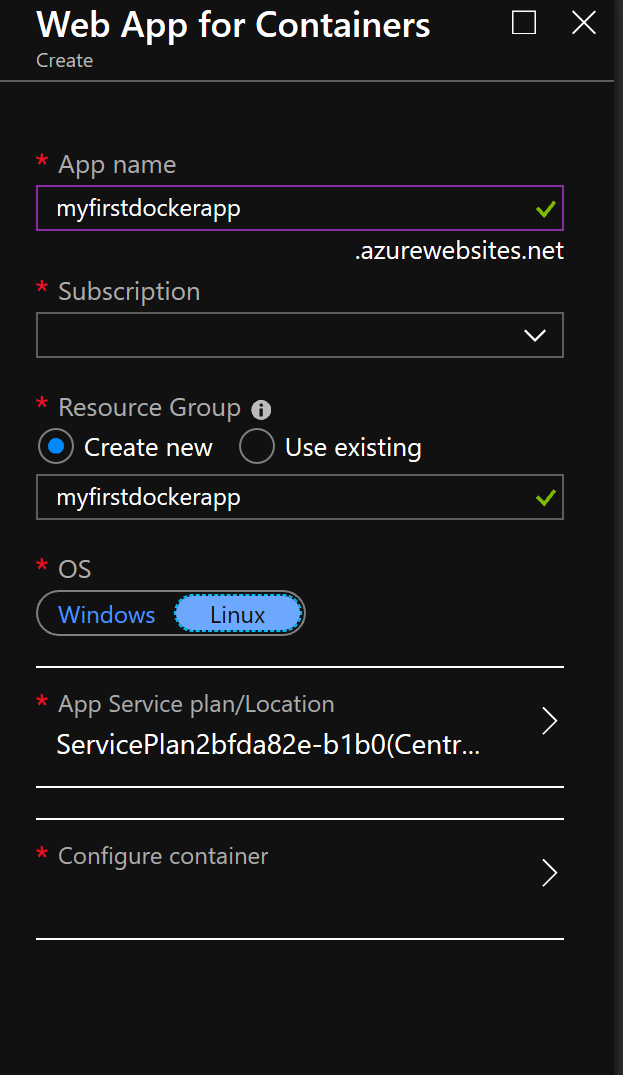 Web App for Containers
Create
* App name
myfirstdockerapp
.azurewebsites.net
* Subscription
* Resource Group
Create new Use existing
myfirstdockerapp
* OS
Windows Linux
* App Service plan/Location
ServicePlan2bfda82e-b1b0(Centr...
* Configure container